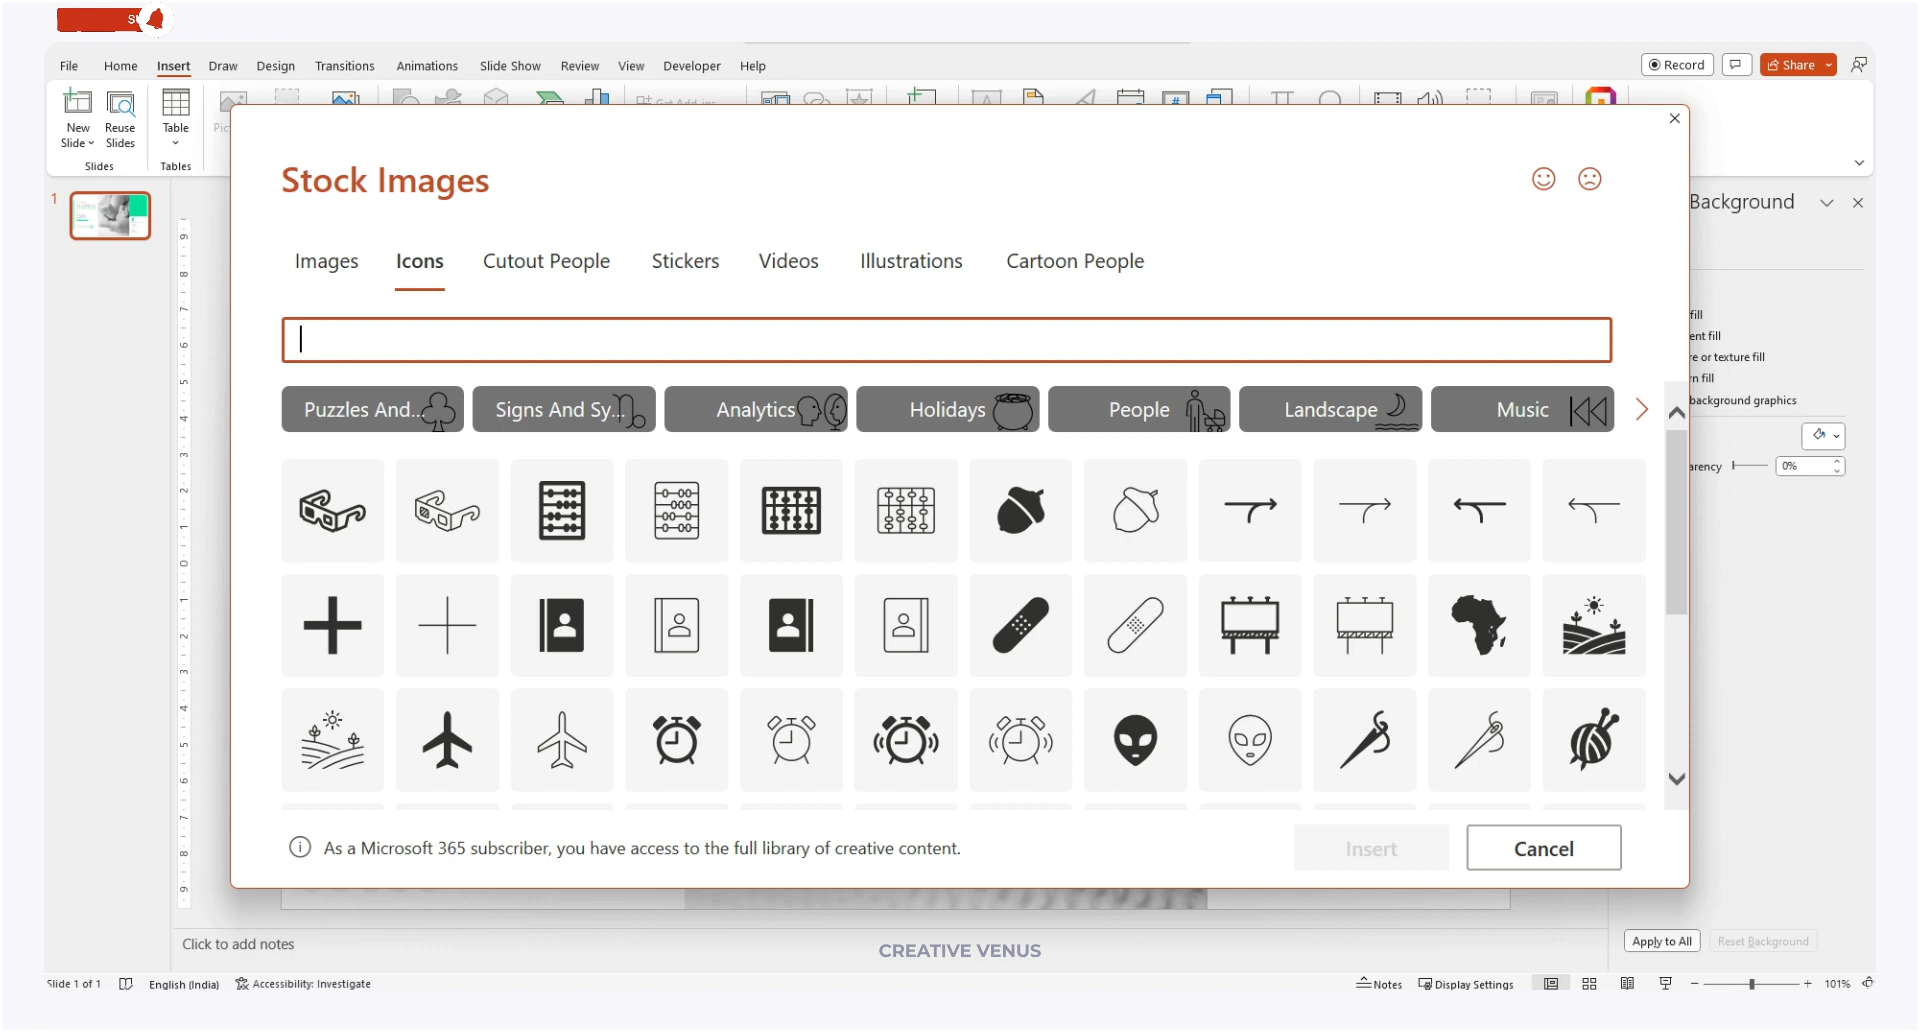 File Home Insert Draw Design Transitions Animations Slide Show Review View Developer Help
Record Share
New
Slide
Reuse
Slides
Table
Slides
Tables
1
Stock Images
Images Icons Cutout People Stickers Videos Illustrations Cartoon People
Puzzles And... Signs And Sy... Analytics Holidays People Landscape Music
As a Microsoft 365 subscriber, you have access to the full library of creative content.
Insert Cancel
Background
fill
fill
or texture fill
fill
background graphics
0%
Click to add notes
CREATIVE VENUS
Apply to All Reset Background
Slide 1 of 1 English (India) Accessibility: Investigate
Notes Display Settings 101%